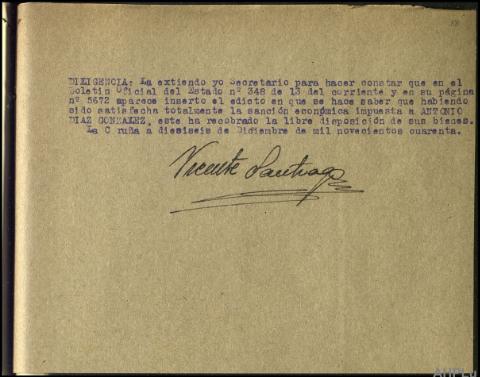 DILIGENCIA: La extiendo yo Secretario para hacer constar que en el
Boletin Oficial del Estado nº 348 de 13 del corriente y en su página
nº 5672 aparece inserto el edicto en que se hace saber que habiendo
sido satisfecha totalmente la sanción económica impuesta a ANTONIO
DIAZ GONZALEZ, este ha recobrado la libre disposición de sus bienes.
La C ruña a dieciseis de Diciembre de mil novecientos cuarenta.
Vicente Santiago